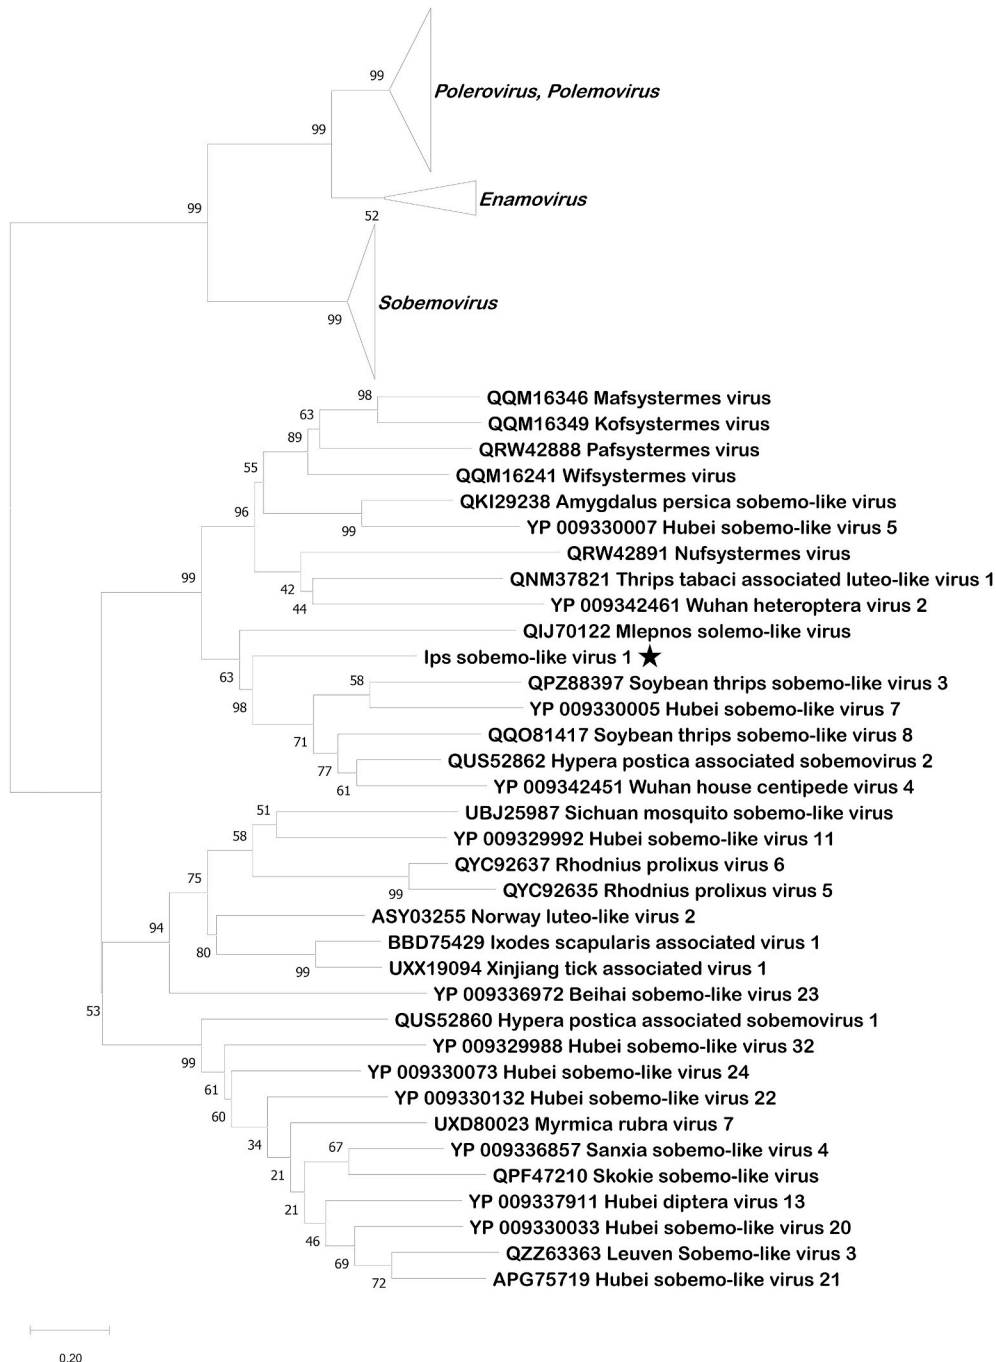 99
Polerovirus, Polemovirus
99
99
Enamovirus
52
Sobemovirus
99
98
QQM16346 Mafsystermes virus
63
QQM16349 Kofsystermes virus
89
QRW42888 Pafsystermes virus
55
QQM16241 Wifsystermes virus
QKI29238 Amygdalus persica sobemo-like virus
96
99
YP 009330007 Hubei sobemo-like virus 5
QRW42891 Nufsystermes virus
99
42
QNM37821 Thrips tabaci associated luteo-like virus 1
44
YP 009342461 Wuhan heteroptera virus 2
QIJ70122 Mlepnos solemo-like virus
Ips sobemo-like virus 1 ★
63
58
QPZ88397 Soybean thrips sobemo-like virus 3
98
YP 009330005 Hubei sobemo-like virus 7
71
QQO81417 Soybean thrips sobemo-like virus 8
77
QUS52862 Hypera postica associated sobemovirus 2
61
YP 009342451 Wuhan house centipede virus 4
51
UBJ25987 Sichuan mosquito sobemo-like virus
58
YP 009329992 Hubei sobemo-like virus 11
QYC92637 Rhodnius prolixus virus 6
75
99
QYC92635 Rhodnius prolixus virus 5
ASY03255 Norway luteo-like virus 2
94
BBD75429 Ixodes scapularis associated virus 1
80
99
UXX19094 Xinjiang tick associated virus 1
YP 009336972 Beihai sobemo-like virus 23
53
QUS52860 Hypera postica associated sobemovirus 1
YP 009329988 Hubei sobemo-like virus 32
99
YP 009330073 Hubei sobemo-like virus 24
61
YP 009330132 Hubei sobemo-like virus 22
60
UXD80023 Myrmica rubra virus 7
34
67
YP 009336857 Sanxia sobemo-like virus 4
21
QPF47210 Skokie sobemo-like virus
21
YP 009337911 Hubei diptera virus 13
46
YP 009330033 Hubei sobemo-like virus 20
69
QZZ63363 Leuven Sobemo-like virus 3
72
APG75719 Hubei sobemo-like virus 21
0.20